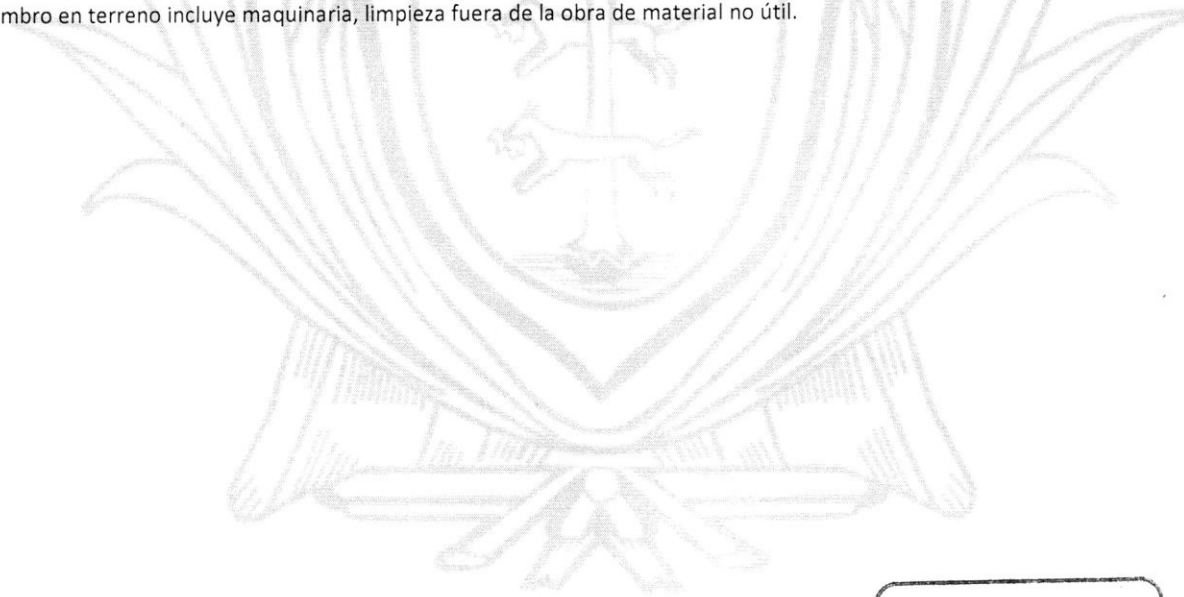 mbro en terreno incluye maquinaria, limpieza fuera de la obra de material no útil.